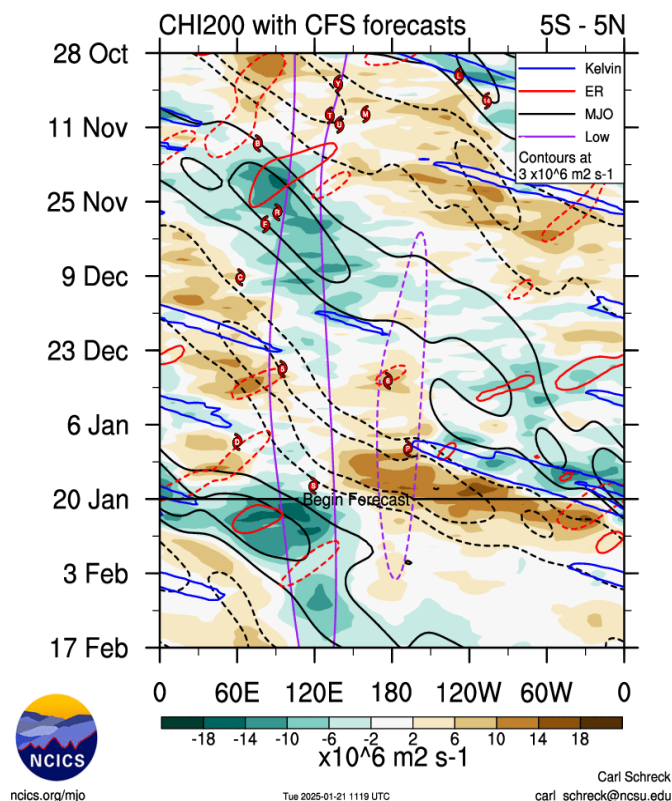 CHI200 with CFS forecasts 5S - 5N
28 Oct
11 Nov
25 Nov
9 Dec
23 Dec
6 Jan
20 Jan
3 Feb
17 Feb
Kelvin
ER
MJO
Low
Contours at
3 x10^6 m2 s-1
L
14
Y
T
U
M
B
R
F
C
S
8
P
D
S
Begin Forecast
0 60E 120E 180 120W 60W 0
-18 -14 -10 -6 -2 2 6 10 14 18
x10^6 m2 s-1
NCICS
ncics.org/mjo
Tue 2025-01-21 1119 UTC
Carl Schreck
carl_schreck@ncsu.edu